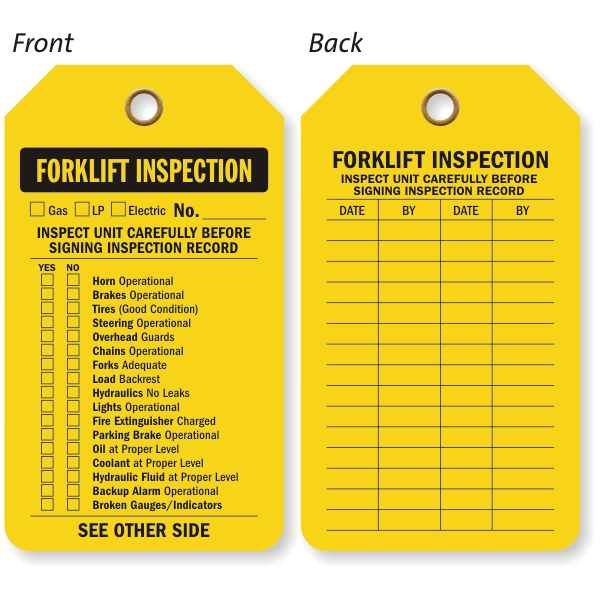 Front
FORKLIFT INSPECTION
Gas LP Electric No.
INSPECT UNIT CAREFULLY BEFORE
SIGNING INSPECTION RECORD
YES NO
Horn Operational
Brakes Operational
Tires (Good Condition)
Steering Operational
Overhead Guards
Chains Operational
Forks Adequate
Load Backrest
Hydraulics No Leaks
Lights Operational
Fire Extinguisher Charged
Parking Brake Operational
Oil at Proper Level
Coolant at Proper Level
Hydraulic Fluid at Proper Level
Backup Alarm Operational
Broken Gauges/Indicators
SEE OTHER SIDE
Back
FORKLIFT INSPECTION
INSPECT UNIT CAREFULLY BEFORE
SIGNING INSPECTION RECORD
DATE BY DATE BY